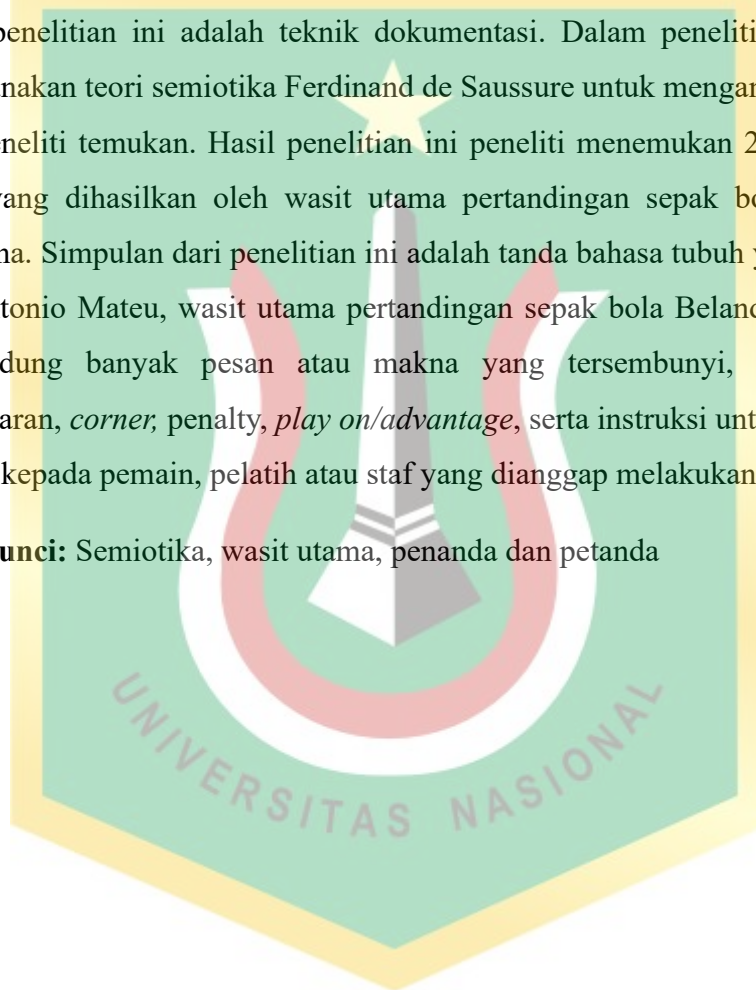 penelitian ini adalah teknik dokumentasi. Dalam peneliti
nakan teori semiotika Ferdinand de Saussure untuk mengan
neliti temukan. Hasil penelitian ini peneliti menemukan 2
yang dihasilkan oleh wasit utama pertandingan sepak bo
na. Simpulan dari penelitian ini adalah tanda bahasa tubuh y
tonio Mateu, wasit utama pertandingan sepak bola Beland
dung banyak pesan atau makna yang tersembunyi,
aran, corner, penalty, play on/advantage, serta instruksi unt
kepada pemain, pelatih atau staf yang dianggap melakukan
unci: Semiotika, wasit utama, penanda dan petanda
UNIVERSITAS NASIONAL